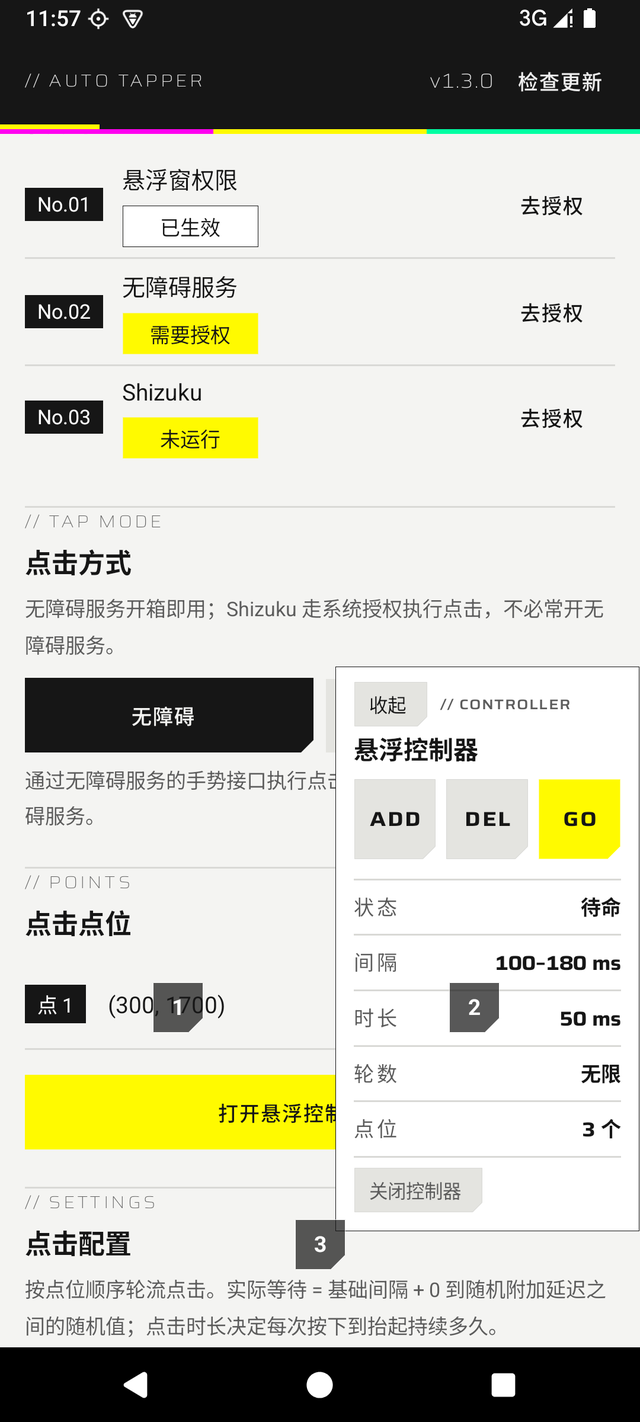 11:57
3G
// AUTO TAPPER
v1.3.0
检查更新
No.01
悬浮窗权限
已生效
去授权
No.02
无障碍服务
需要授权
去授权
No.03
Shizuku
未运行
去授权
// TAP MODE
点击方式
无障碍服务开箱即用；Shizuku 走系统授权执行点击，不必常开无
障碍服务。
无障碍
通过无障碍服务的手势接口执行点击
碍服务。
// POINTS
点击点位
点 1
(300, 1700)
1
打开悬浮控制
// SETTINGS
点击配置
3
按点位顺序轮流点击。实际等待 = 基础间隔 + 0 到随机附加延迟之
间的随机值；点击时长决定每次按下到抬起持续多久。
收起
// CONTROLLER
悬浮控制器
ADD
DEL
GO
状态
待命
间隔
100-180 ms
2
时长
50 ms
轮数
无限
点位
3 个
关闭控制器